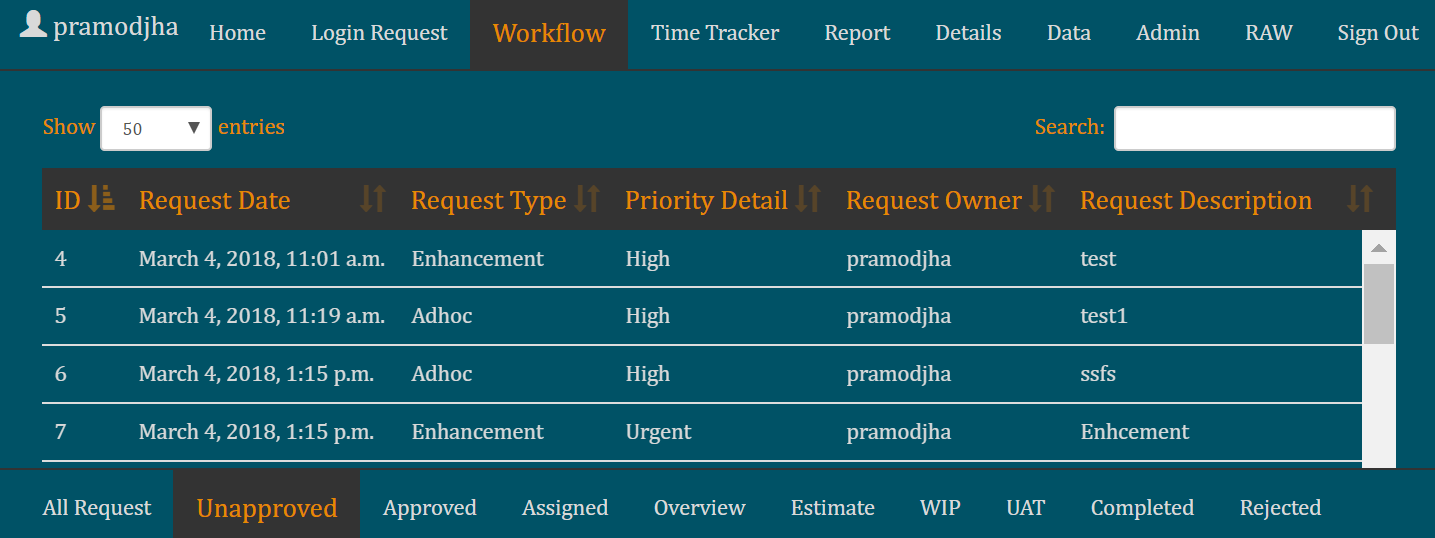 pramodjha Home Login Request Workflow Time Tracker Report Details Data Admin RAW Sign Out
Show 50 entries Search:
ID Request Date Request Type Priority Detail Request Owner Request Description
4 March 4, 2018, 11:01 a.m. Enhancement High pramodjha test
5 March 4, 2018, 11:19 a.m. Adhoc High pramodjha test1
6 March 4, 2018, 1:15 p.m. Adhoc High pramodjha ssfs
7 March 4, 2018, 1:15 p.m. Enhancement Urgent pramodjha Enhcement
All Request Unapproved Approved Assigned Overview Estimate WIP UAT Completed Rejected